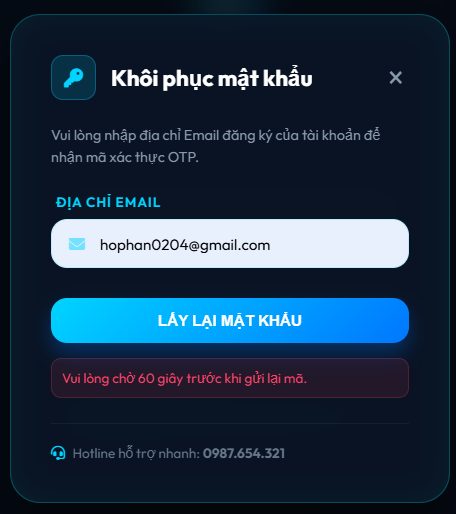 Khôi phục mật khẩu
Vui lòng nhập địa chỉ Email đăng ký của tài khoản để
nhận mã xác thực OTP.
ĐỊA CHỈ EMAIL
hophan0204@gmail.com
LẤY LẠI MẬT KHẨU
Vui lòng chờ 60 giây trước khi gửi lại mã.
Hotline hỗ trợ nhanh: 0987.654.321